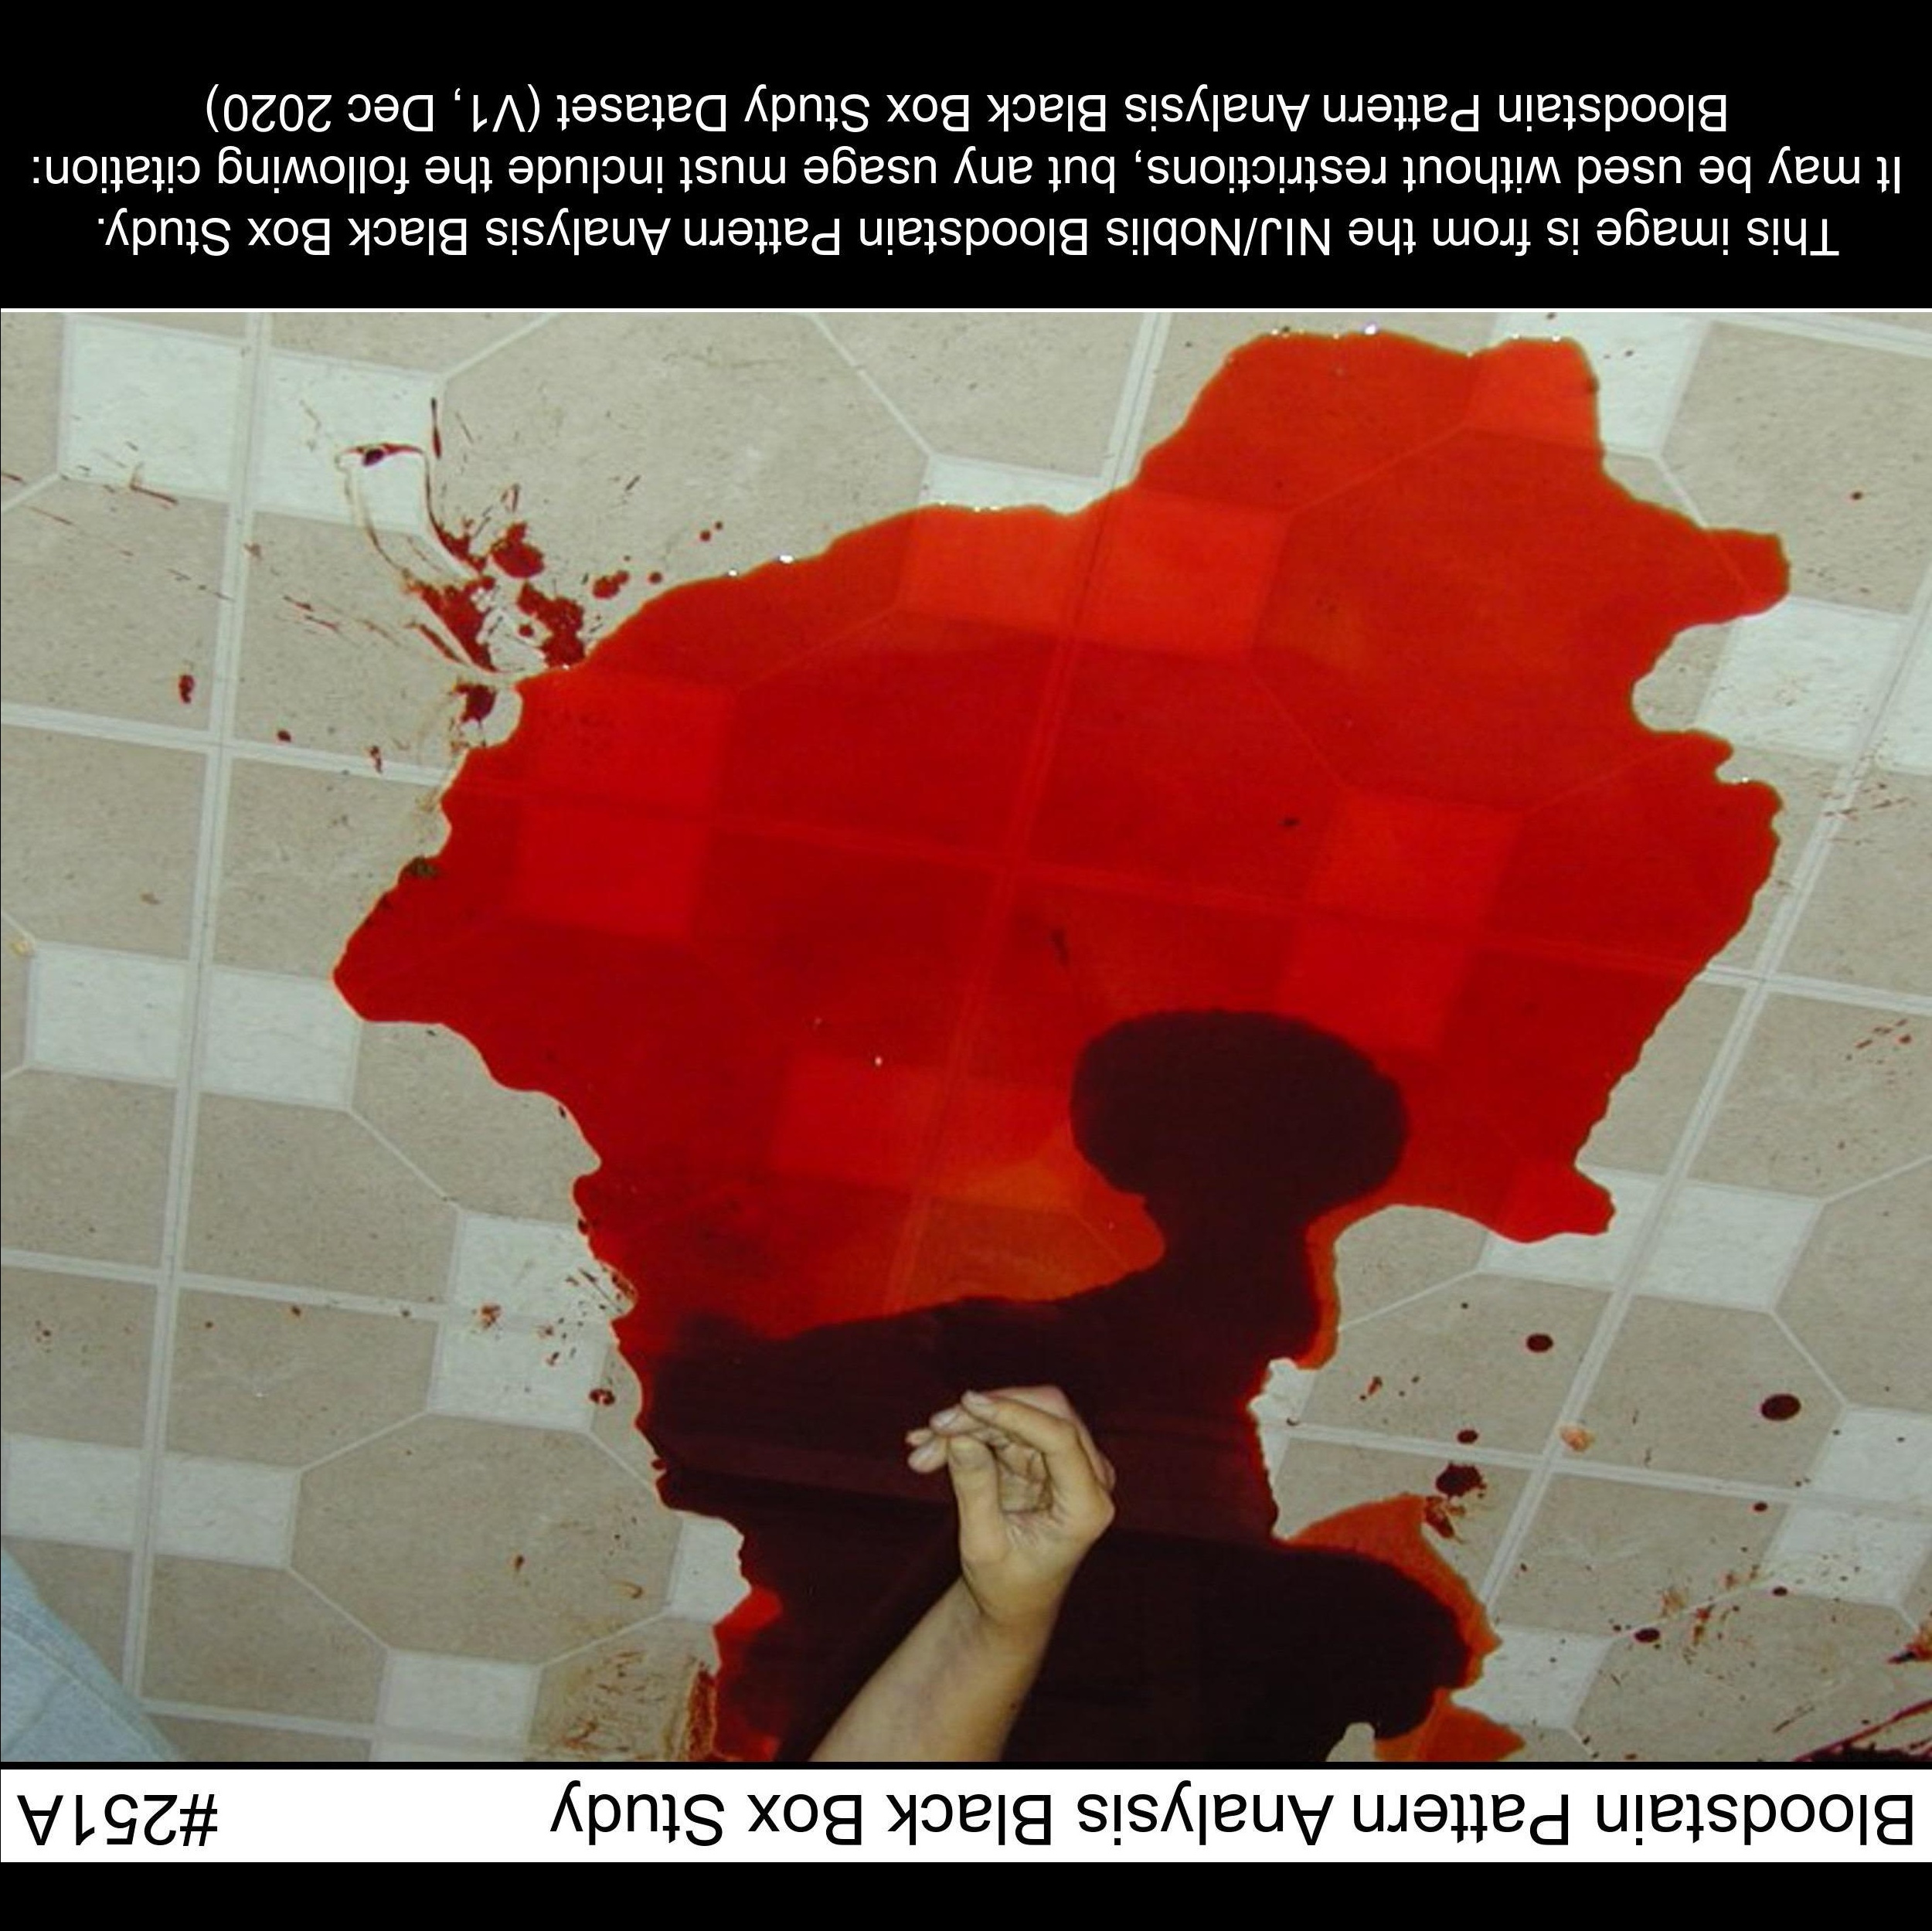 Bloodstain Pattern Analysis Black Box Study #251A
This image is from the NIJ/Noblis Bloodstain Pattern Analysis Black Box Study.
It may be used without restrictions, but any usage must include the following citation:
Bloodstain Pattern Analysis Black Box Study Dataset (V1, Dec 2020)